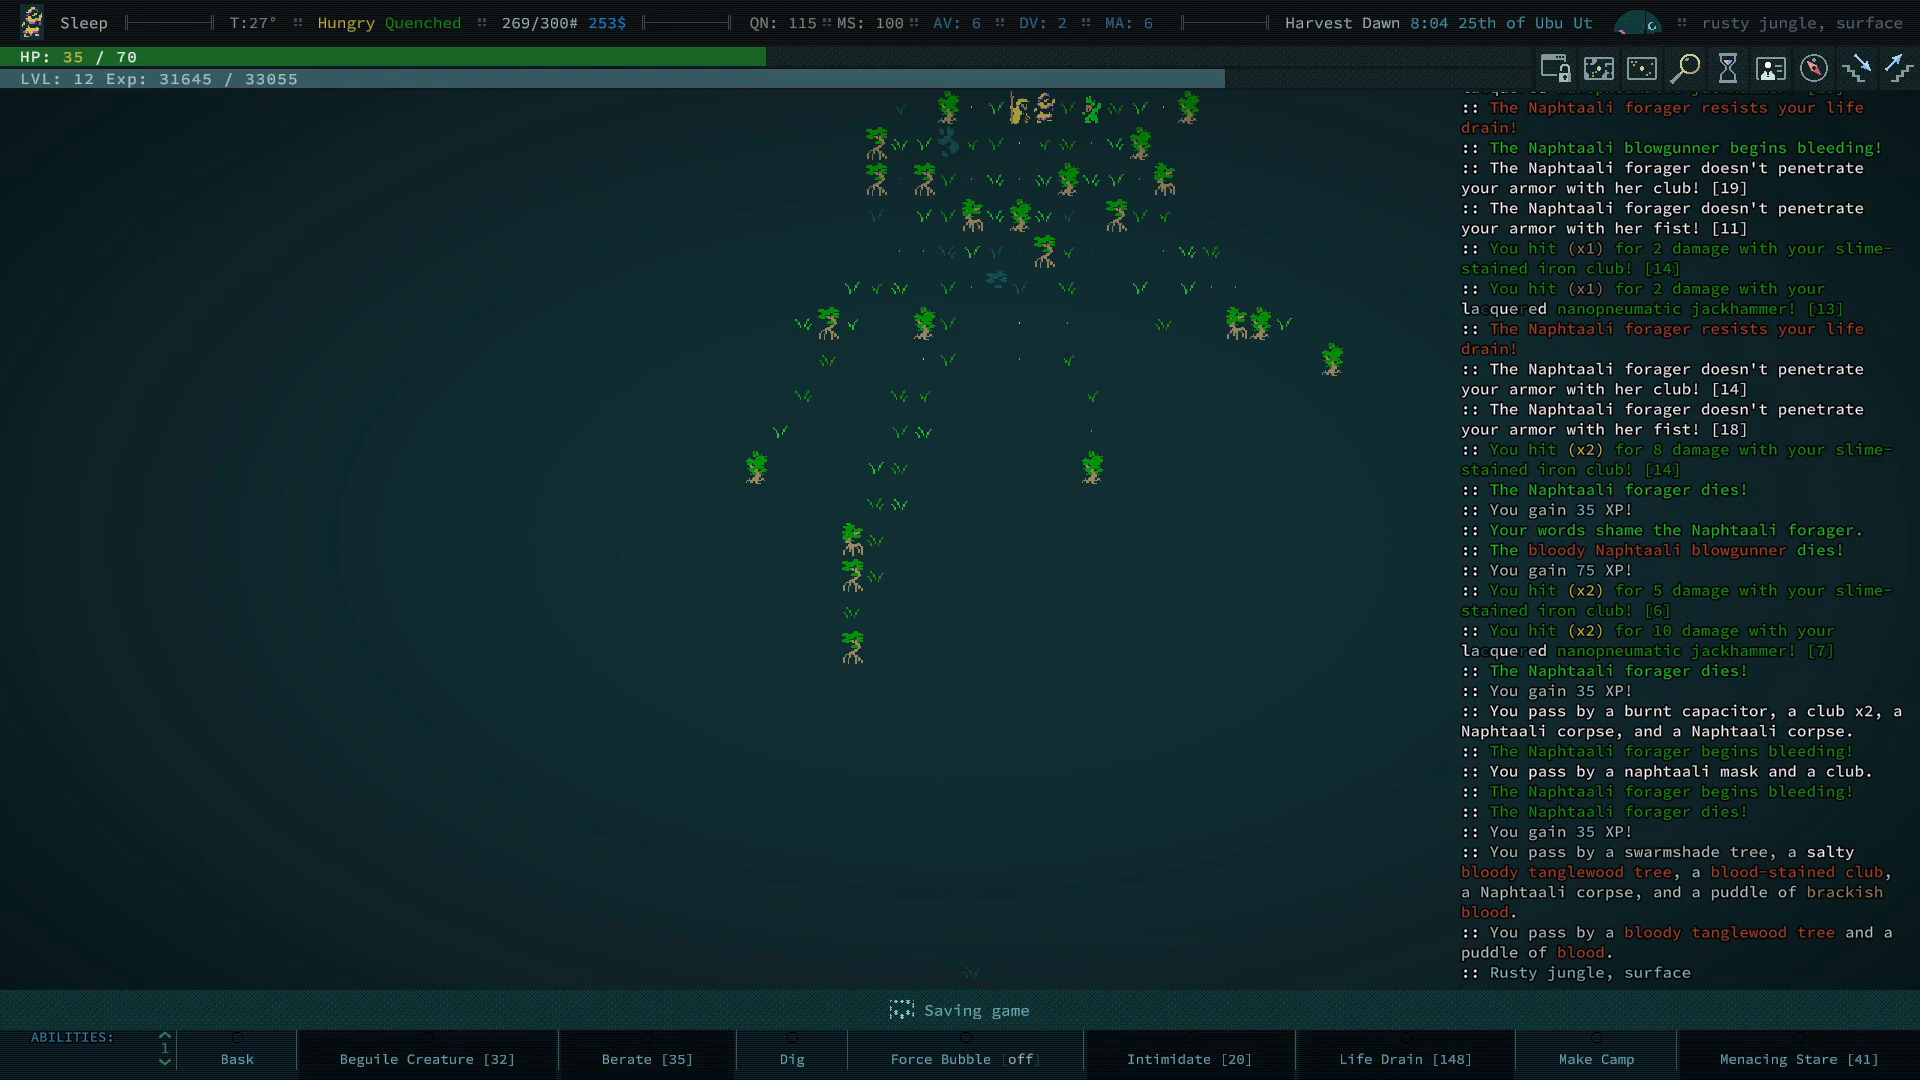 Sleep T:27° :: Hungry Quenched :: 269/300# 253$ QN: 115 :: MS: 100 :: AV: 6 :: DV: 2 :: MA: 6 Harvest Dawn 8:04 25th of Ubu Ut :: rusty jungle, surface
HP: 35 / 70
LVL: 12 Exp: 31645 / 33055
:: The Naphtaali forager resists your life
drain!
:: The Naphtaali blowgunner begins bleeding!
:: The Naphtaali forager doesn't penetrate
your armor with her club! [19]
:: The Naphtaali forager doesn't penetrate
your armor with her fist! [11]
:: You hit (x1) for 2 damage with your slime-
stained iron club! [14]
:: You hit (x1) for 2 damage with your
lacquered nanopneumatic jackhammer! [13]
:: The Naphtaali forager resists your life
drain!
:: The Naphtaali forager doesn't penetrate
your armor with her club! [14]
:: The Naphtaali forager doesn't penetrate
your armor with her fist! [18]
:: You hit (x2) for 8 damage with your slime-
stained iron club! [14]
:: The Naphtaali forager dies!
:: You gain 35 XP!
:: Your words shame the Naphtaali forager.
:: The bloody Naphtaali blowgunner dies!
:: You gain 75 XP!
:: You hit (x2) for 5 damage with your slime-
stained iron club! [6]
:: You hit (x2) for 10 damage with your
lacquered nanopneumatic jackhammer! [7]
:: The Naphtaali forager dies!
:: You gain 35 XP!
:: You pass by a burnt capacitor, a club x2, a
Naphtaali corpse, and a Naphtaali corpse.
:: The Naphtaali forager begins bleeding!
:: You pass by a naphtaali mask and a club.
:: The Naphtaali forager begins bleeding!
:: The Naphtaali forager dies!
:: You gain 35 XP!
:: You pass by a swarmshade tree, a salty
bloody tanglewood tree, a blood-stained club,
a Naphtaali corpse, and a puddle of brackish
blood.
:: You pass by a bloody tanglewood tree and a
puddle of blood.
:: Rusty jungle, surface
Saving game
ABILITIES: 1 Bask Beguile Creature [32] Berate [35] Dig Force Bubble [off] Intimidate [20] Life Drain [148] Make Camp Menacing Stare [41]